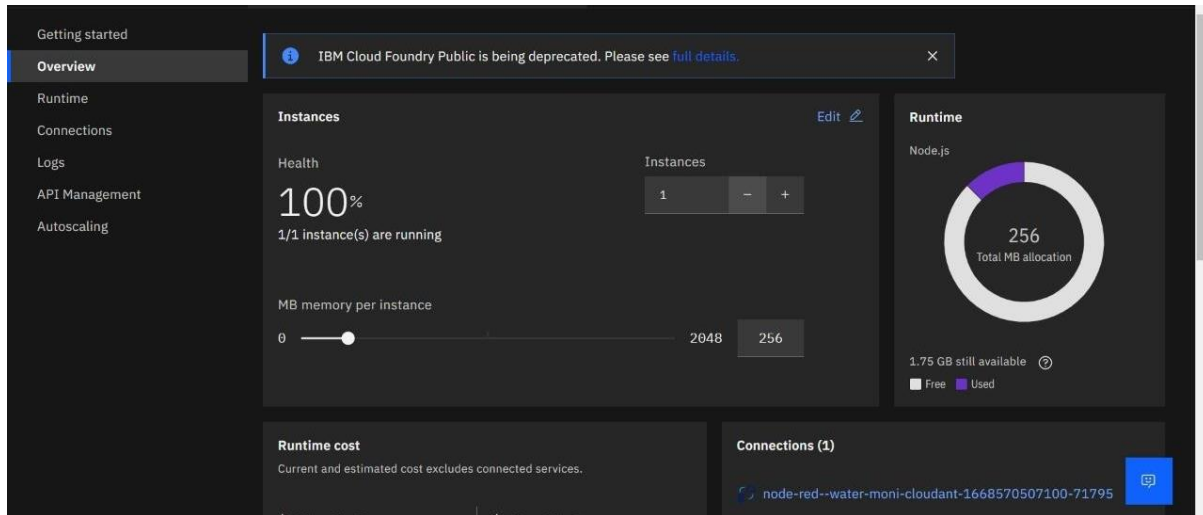 Getting started
Overview
Runtime
Connections
Logs
API Management
Autoscaling
IBM Cloud Foundry Public is being deprecated. Please see full details.
Instances
Edit
Health
100%
1/1 instance(s) are running
Instances
1
MB memory per instance
0
2048
256
Runtime
Node.js
256
Total MB allocation
1.75 GB still available
Free Used
Runtime cost
Current and estimated cost excludes connected services.
Connections (1)
node-red--water-moni-cloudant-1668570507100-71795